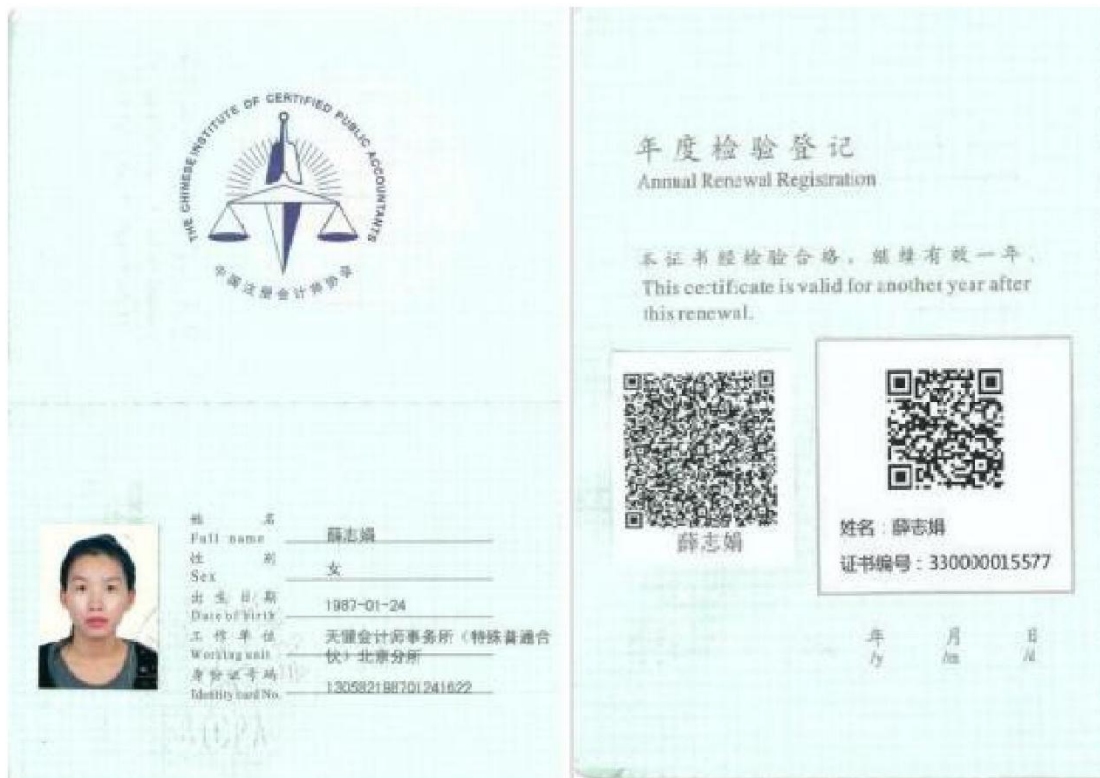 THE CHINESE INSTITUTE OF CERTIFIED PUBLIC ACCOUNTANTS
中国注册会计师协会
姓 名
Full name
薛志娟
性 别
Sex
女
出 生 日 期
Date of birth
1987-01-24
工 作 单 位
Working unit
天健会计师事务所（特殊普通合
伙）北京分所
身 份 证 号 码
Identity card No.
130582198701241622
年度检验登记
Annual Renewal Registration
本证书经检验合格，继续有效一年．
This certificate is valid for another year after
this renewal.
薛志娟
姓名：薛志娟
证书编号：330000015577
年 月 日
/y /m /d